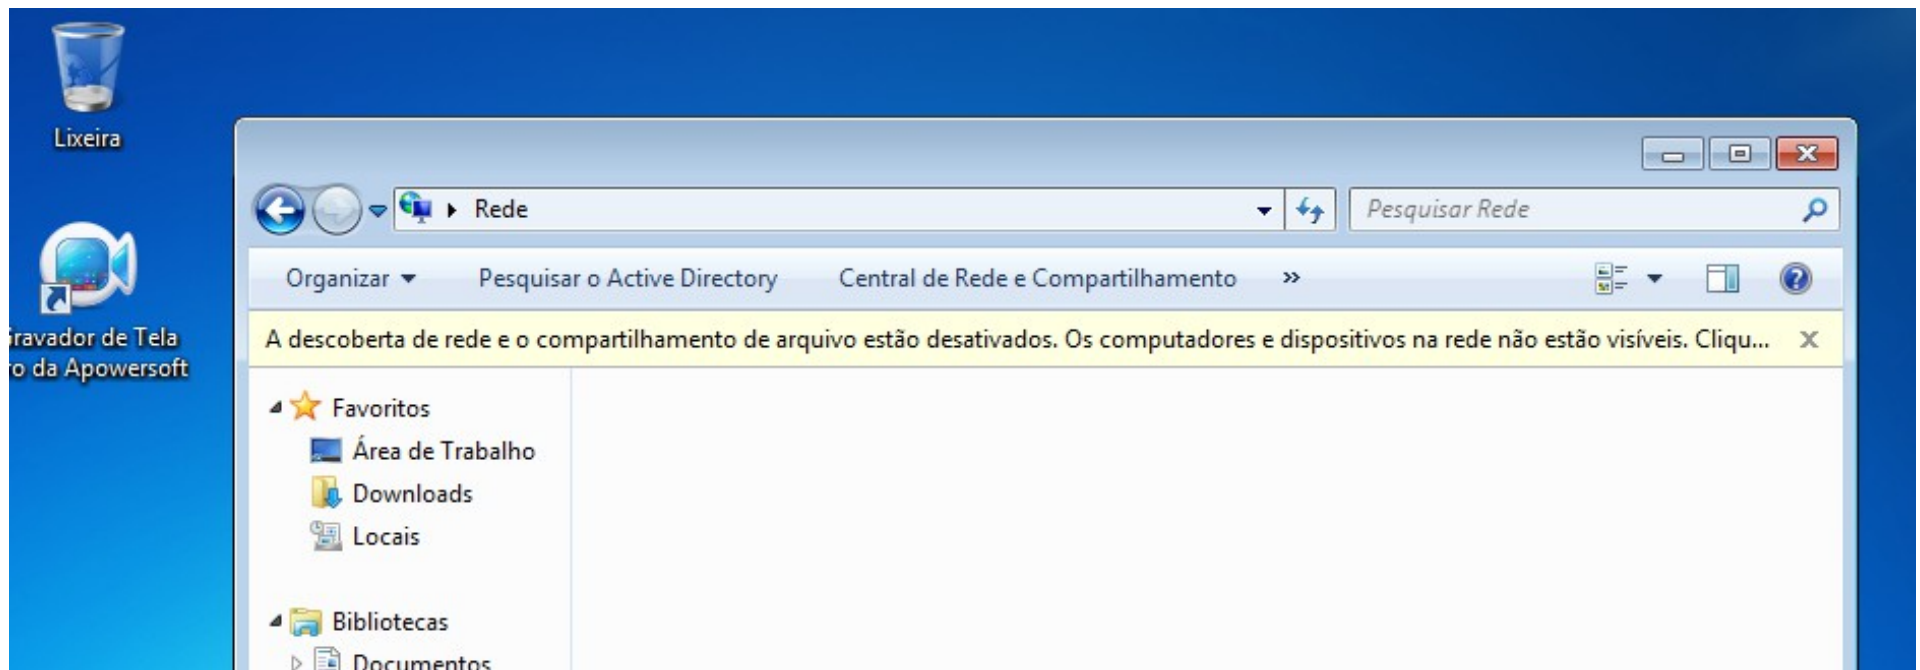 Lixeira
Rede
Pesquisar Rede
Organizar
Pesquisar o Active Directory
Central de Rede e Compartilhamento
»
ravador de Tela
o da Apowersoft
A descoberta de rede e o compartilhamento de arquivo estão desativados. Os computadores e dispositivos na rede não estão visíveis. Cliqu...
Favoritos
Área de Trabalho
Downloads
Locais
Bibliotecas
Documentos